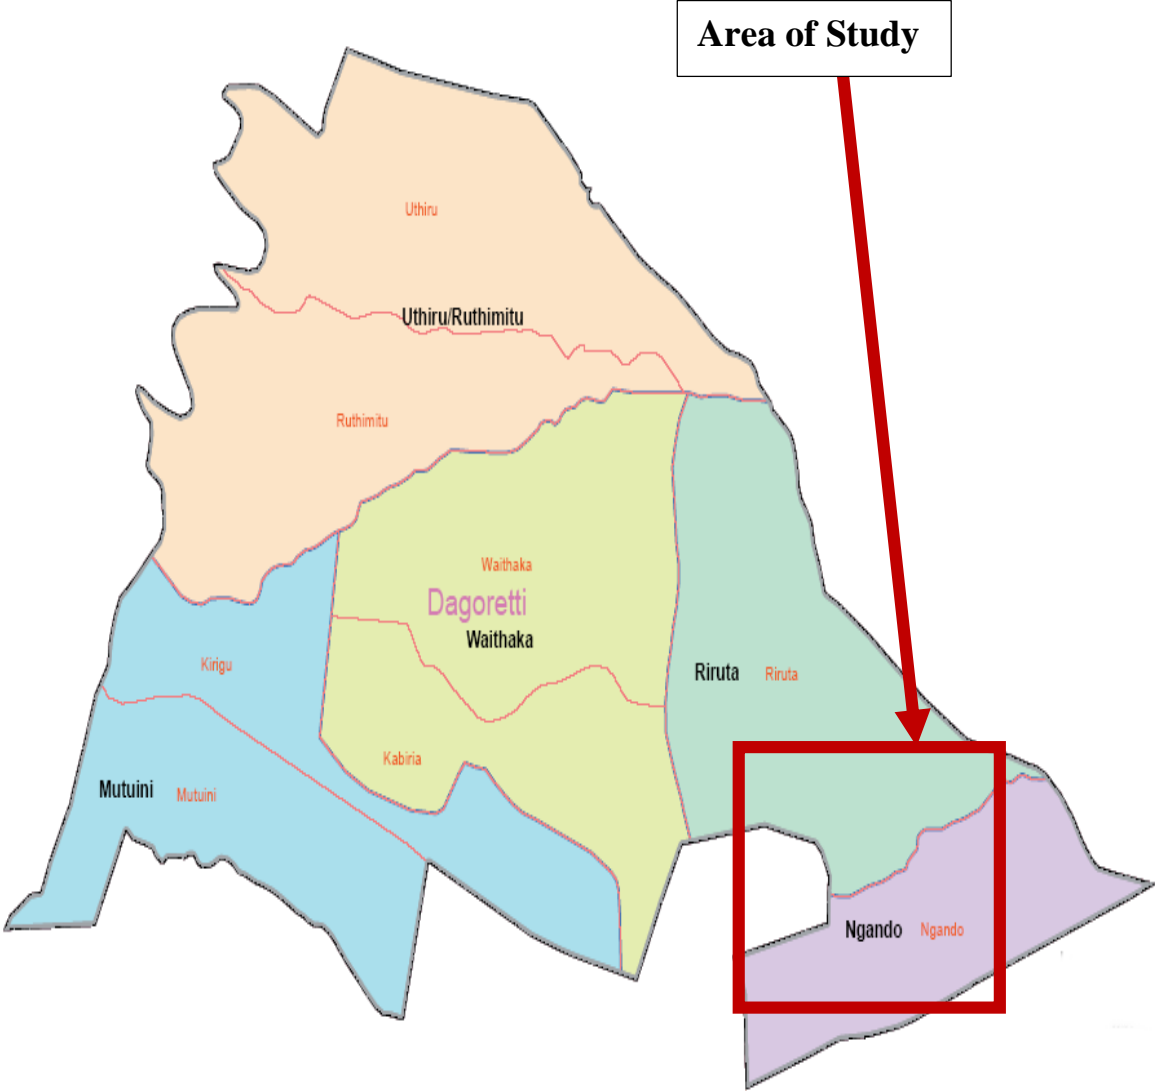 Area of Study
Uthiru
Uthiru/Ruthimitu
Ruthimitu
Waithaka
Dagoretti
Waithaka
Kirigu
Riruta Riruta
Kabiria
Mutuini Mutuini
Ngando Ngando